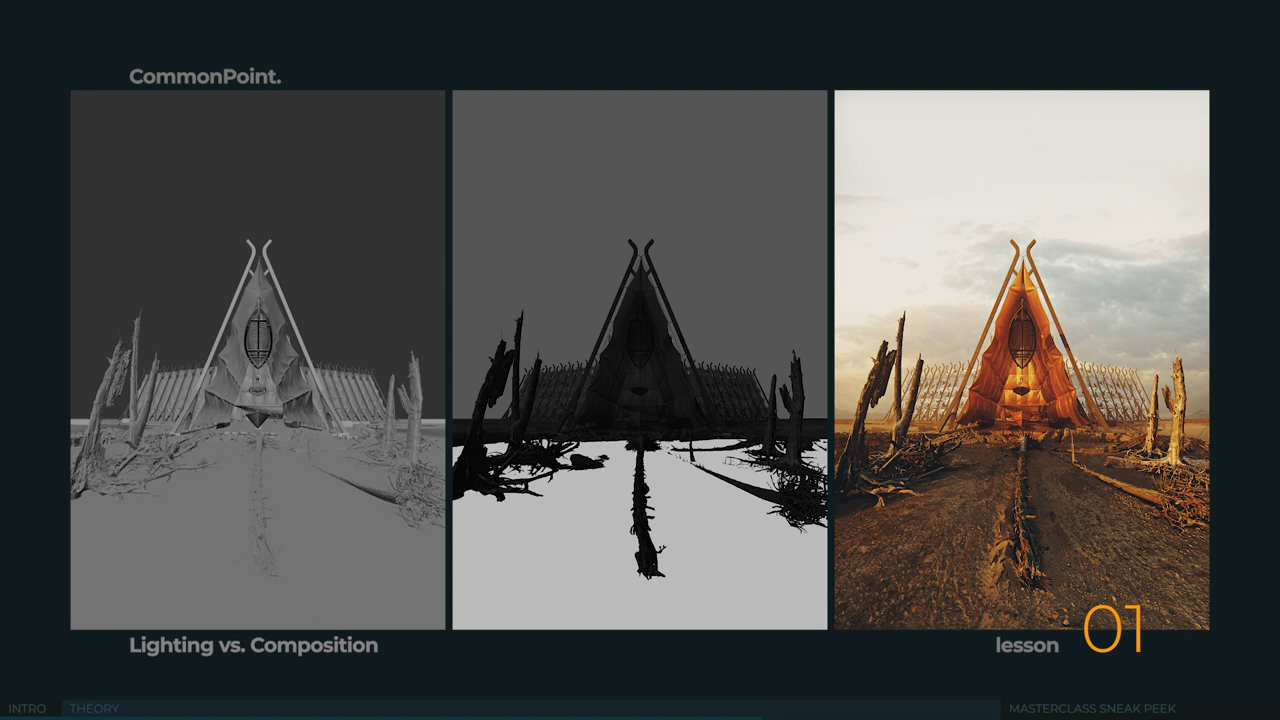 CommonPoint.
Lighting vs. Composition
lesson 01
INTRO THEORY MASTERCLASS SNEAK PEEK